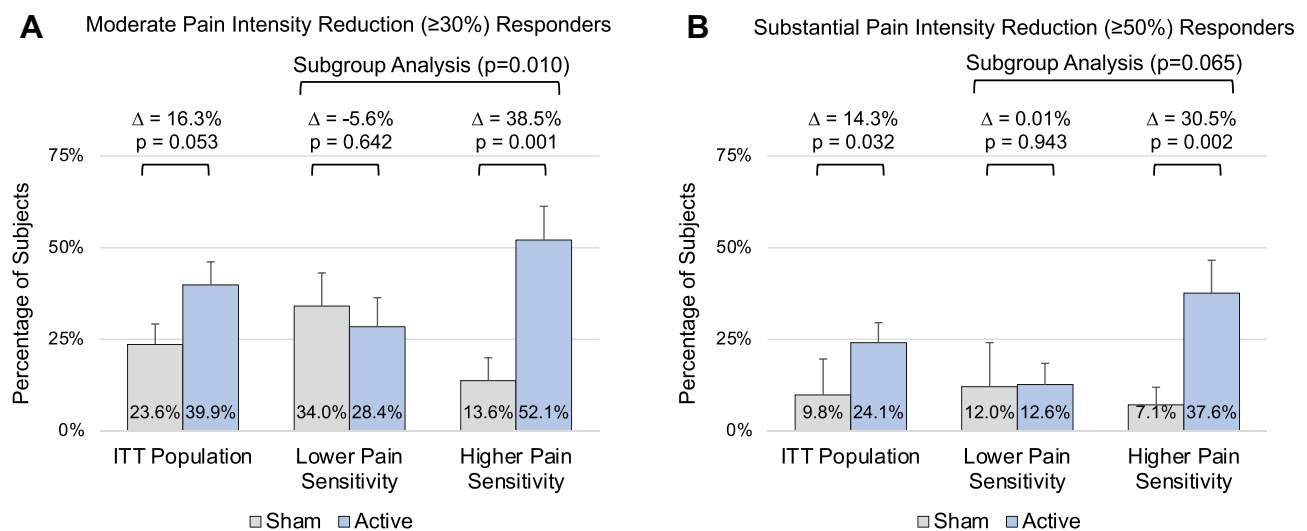 A Moderate Pain Intensity Reduction (≥30%) Responders
Subgroup Analysis (p=0.010)
Δ = 16.3% Δ = -5.6% Δ = 38.5%
p = 0.053 p = 0.642 p = 0.001
75%
50%
25%
0%
Percentage of Subjects
23.6% 39.9% 34.0% 28.4% 13.6% 52.1%
ITT Population Lower Pain Higher Pain
Sensitivity Sensitivity
Sham Active
B Substantial Pain Intensity Reduction (≥50%) Responders
Subgroup Analysis (p=0.065)
Δ = 14.3% Δ = 0.01% Δ = 30.5%
p = 0.032 p = 0.943 p = 0.002
75%
50%
25%
0%
Percentage of Subjects
9.8% 24.1% 12.0% 12.6% 7.1% 37.6%
ITT Population Lower Pain Higher Pain
Sensitivity Sensitivity
Sham Active